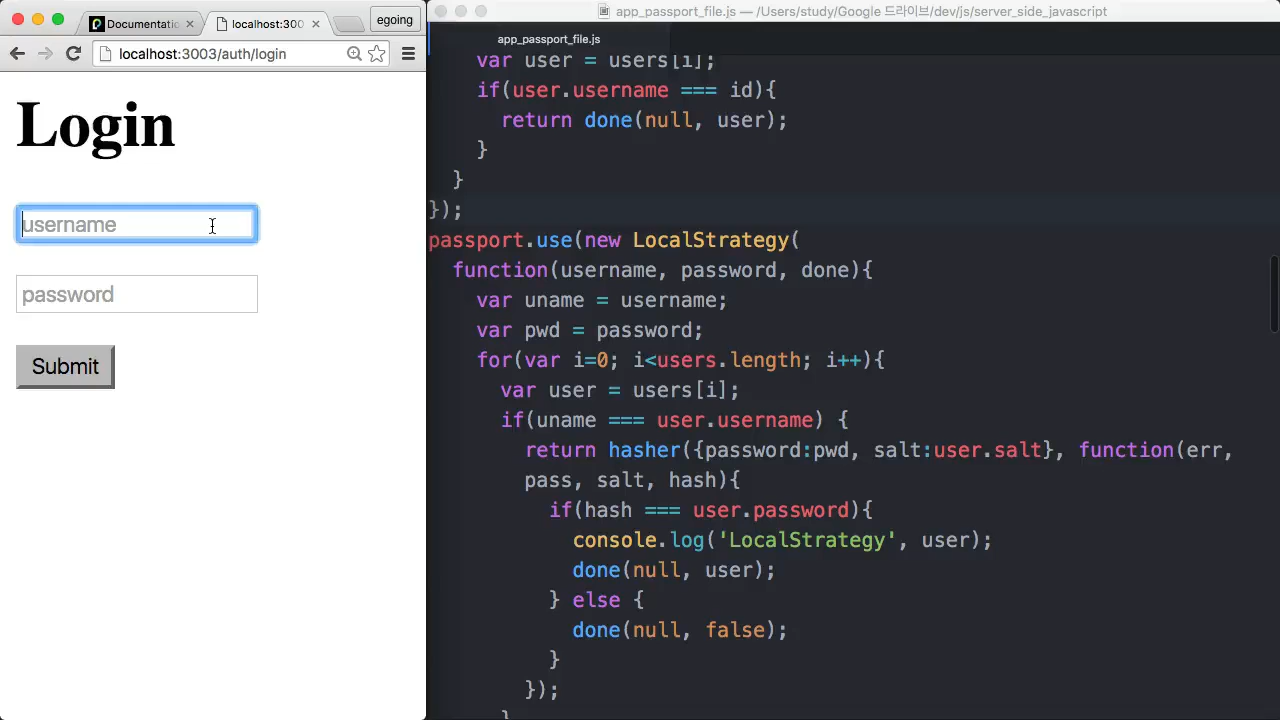 Documentatic
localhost:300
egoing
localhost:3003/auth/login
Login
username
password
Submit
app_passport_file.js — /Users/study/Google 드라이브/dev/js/server_side_javascript
app_passport_file.js
var user = users[i];
if(user.username === id){
return done(null, user);
}
}
});
passport.use(new LocalStrategy(
function(username, password, done){
var uname = username;
var pwd = password;
for(var i=0; i<users.length; i++){
var user = users[i];
if(uname === user.username) {
return hasher({password:pwd, salt:user.salt}, function(err,
pass, salt, hash){
if(hash === user.password){
console.log('LocalStrategy', user);
done(null, user);
} else {
done(null, false);
}
});
}